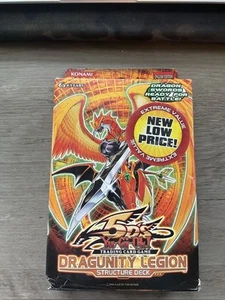 KONAMI
DRAGON
SWORDS
READY FOR
BATTLE!
EXTREME VALUE
NEW
LOW
PRICE!
EXTREME VALUE
5D's
TRADING CARD GAME
DRAGUNITY LEGION
STRUCTURE DECK